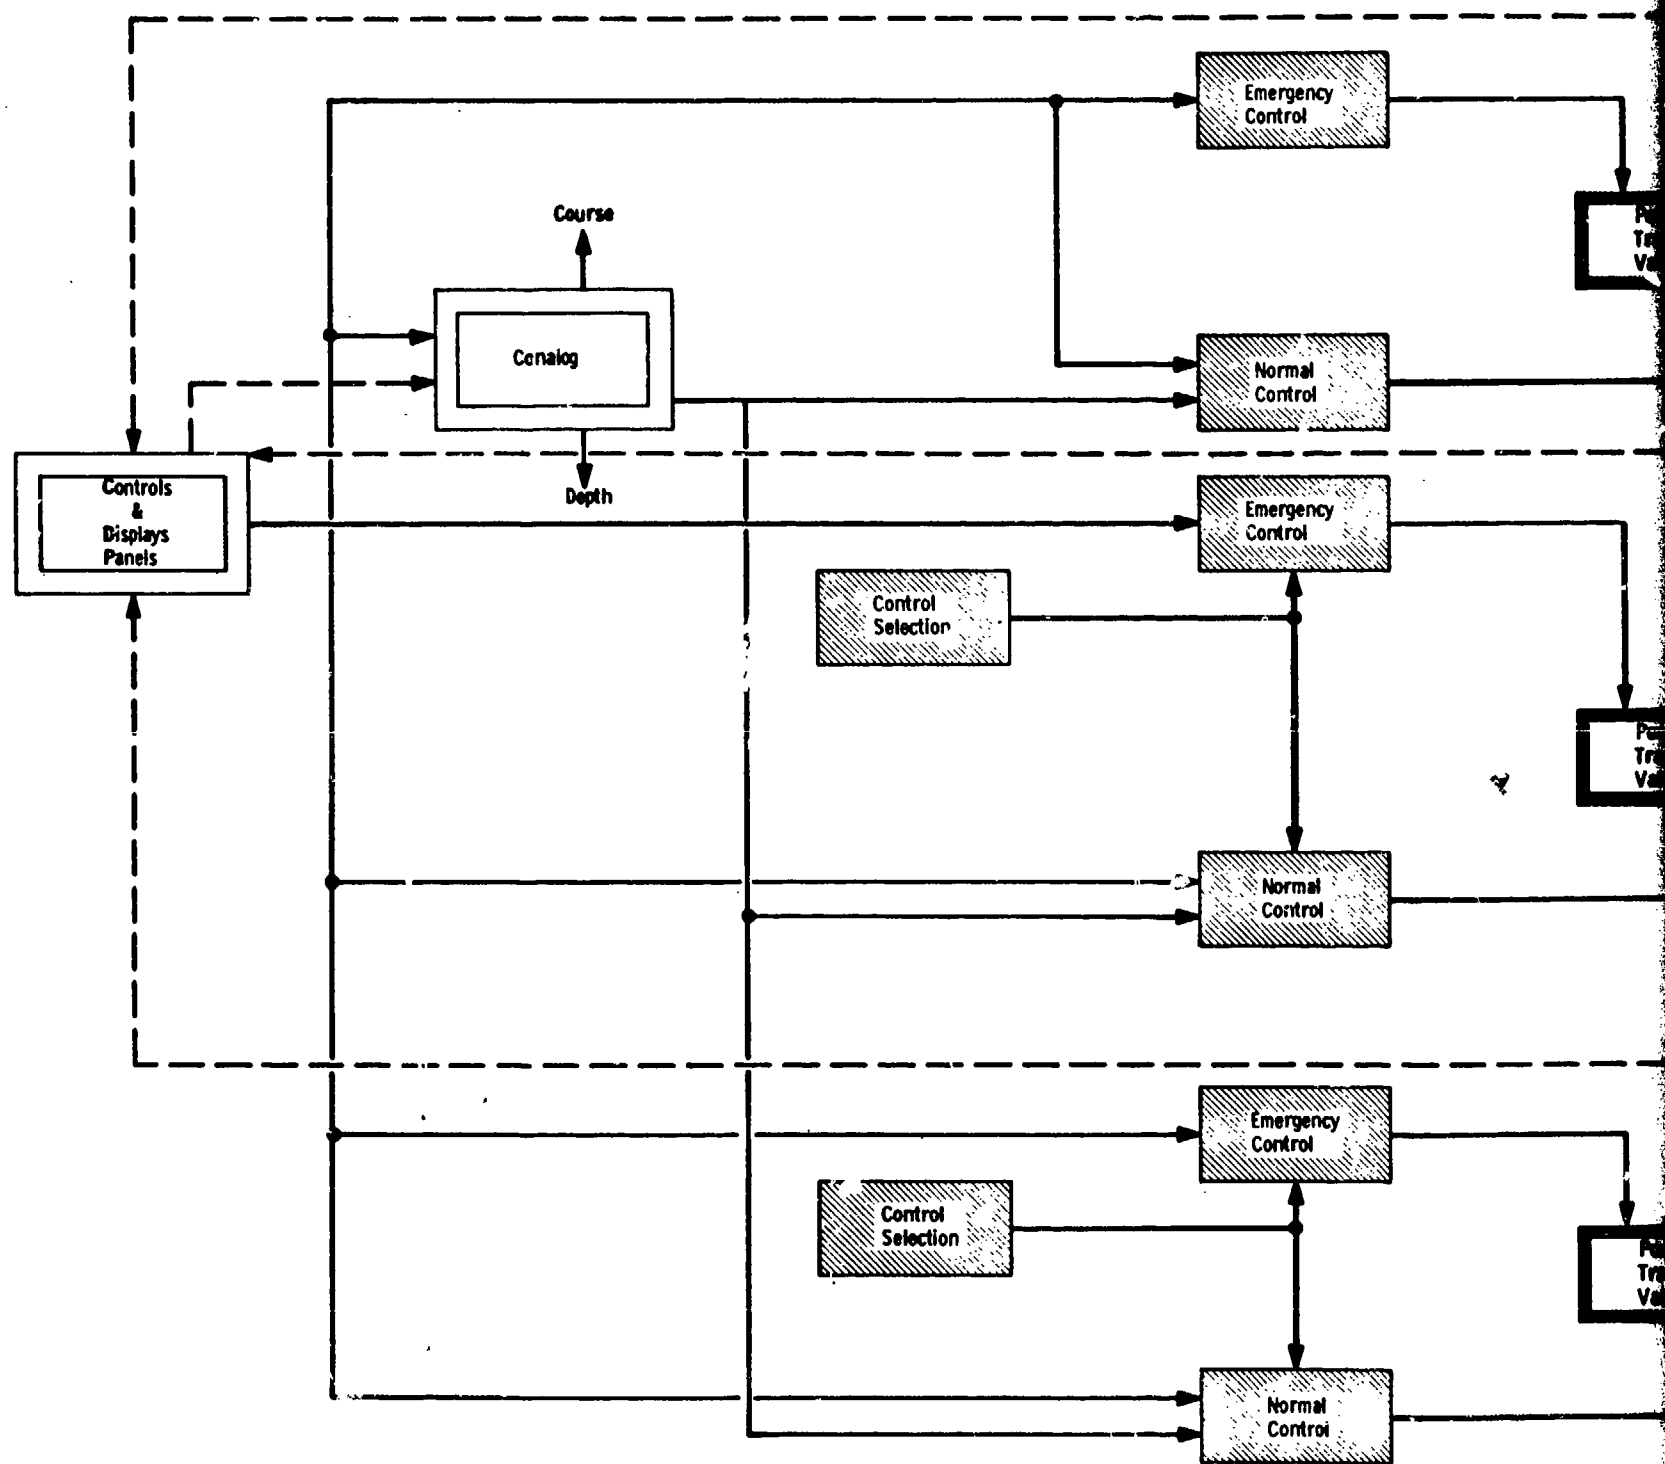 Emergency
Control
Course
Conalog
Normal
Control
Controls
&
Displays
Panels
Depth
Emergency
Control
Control
Selection
Normal
Control
Emergency
Control
Control
Selection
Normal
Control